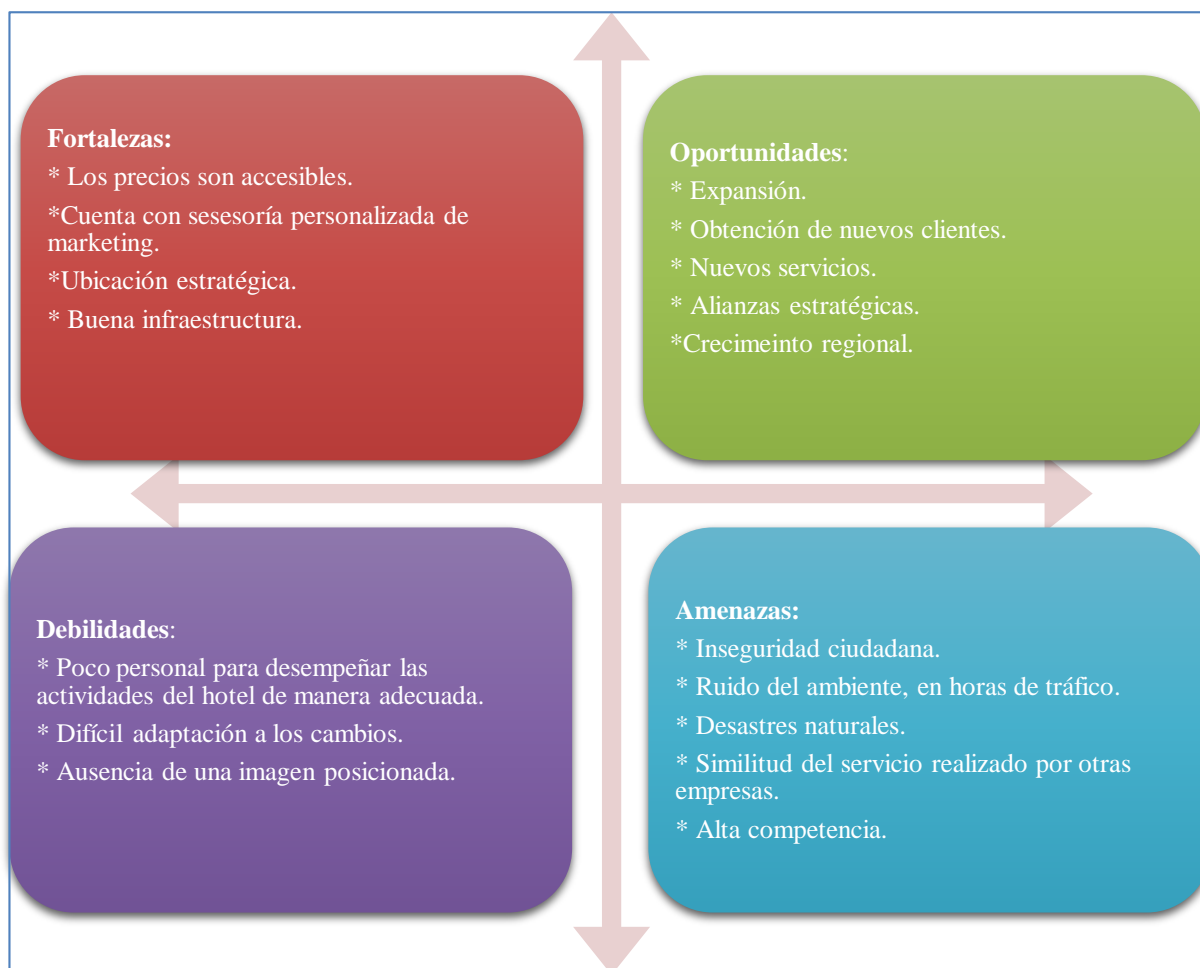 Fortalezas:
* Los precios son accesibles.
*Cuenta con sesesoría personalizada de
marketing.
*Ubicación estratégica.
* Buena infraestructura.
Oportunidades:
* Expansión.
* Obtención de nuevos clientes.
* Nuevos servicios.
* Alianzas estratégicas.
*Crecimeinto regional.
Debilidades:
* Poco personal para desempeñar las
actividades del hotel de manera adecuada.
* Difícil adaptación a los cambios.
* Ausencia de una imagen posicionada.
Amenazas:
* Inseguridad ciudadana.
* Ruido del ambiente, en horas de tráfico.
* Desastres naturales.
* Similitud del servicio realizado por otras
empresas.
* Alta competencia.